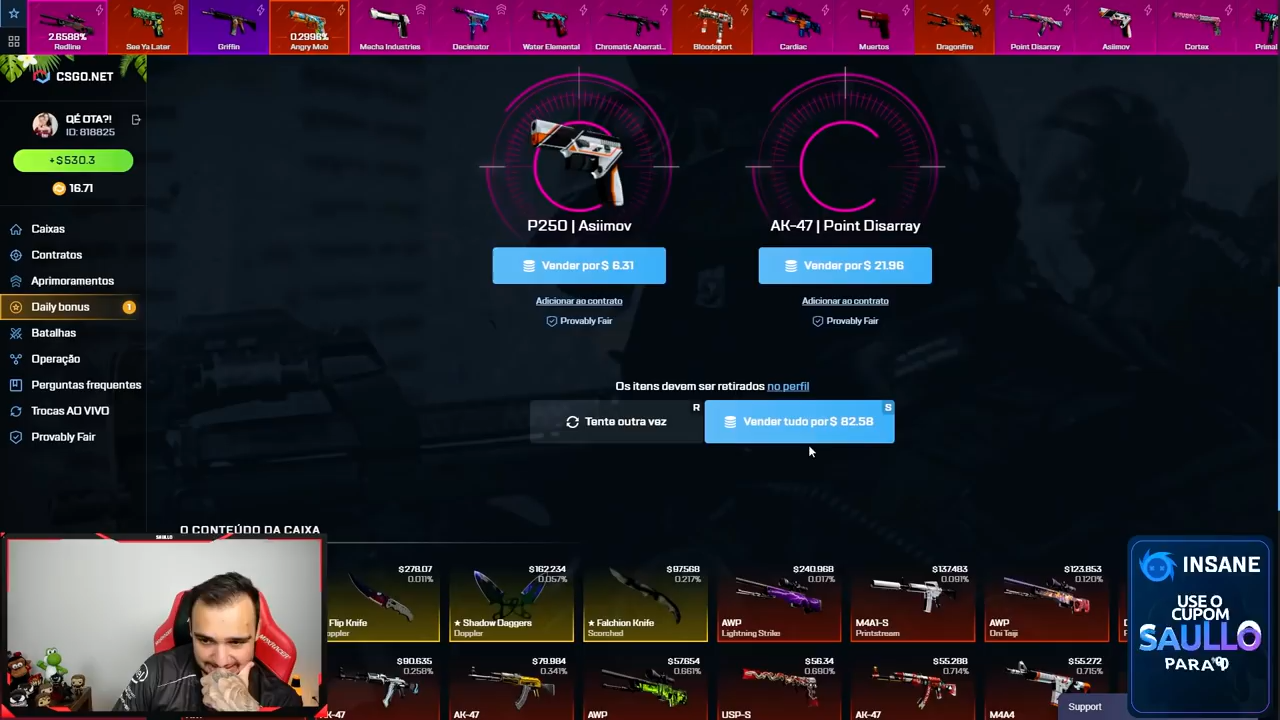 2.6588%
Redline
See Ya Later
Griffin
0.2996%
Angry Mob
Mecha Industries
Decimator
Water Elemental
Chromatic Aberrati...
Bloodsport
Cardiac
Muertos
Dragonfire
Point Disarray
Asiimov
Cortex
Primal
CSGO.NET
QÉ OTA?!
ID: 818825
+$530.3
16.71
Caixas
Contratos
Aprimoramentos
Daily bonus 1
Batalhas
Operação
Perguntas frequentes
Trocas AO VIVO
Provably Fair
P250 | Asiimov
Vender por $ 6.31
Adicionar ao contrato
Provably Fair
AK-47 | Point Disarray
Vender por $ 21.96
Adicionar ao contrato
Provably Fair
Os itens devem ser retirados no perfil
Tente outra vez R
Vender tudo por $ 82.58 S
O CONTEÚDO DA CAIXA
$278.07
0.011%
Flip Knife
$162.234
0.057%
★ Shadow Daggers
Doppler
$97.568
0.217%
★ Falchion Knife
Scorched
$240.968
0.017%
AWP
Lightning Strike
$137.483
0.091%
M4A1-S
Printstream
$123.853
0.120%
AWP
Oni Taiji
$90.635
0.258%
$79.984
0.341%
AK-47
$57.654
0.661%
AWP
$56.34
0.690%
USP-S
$55.288
0.714%
AK-47
$55.272
0.715%
M4A4
SAULLO
INSANE
USE O
CUPOM
SAULLO
Support